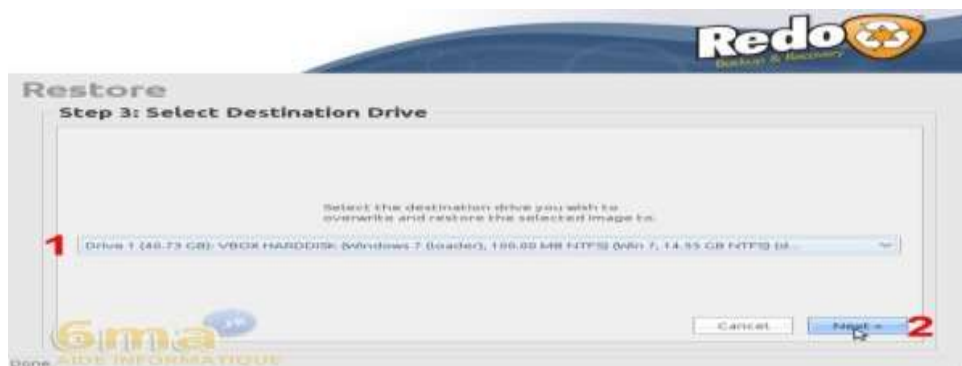 Redo
Backup & Recovery
Restore
Step 3: Select Destination Drive
Select the destination drive you wish to
overwrite and restore the selected image to:
1
Drive 1 (40.73 GB): VBOX HARDDISK (Windows 7 (loader), 100.00 MB NTFS) (Win 7, 14.55 GB NTFS)
6ma
Cancel
Next »
2
Done
AIDE INFORMATIQUE